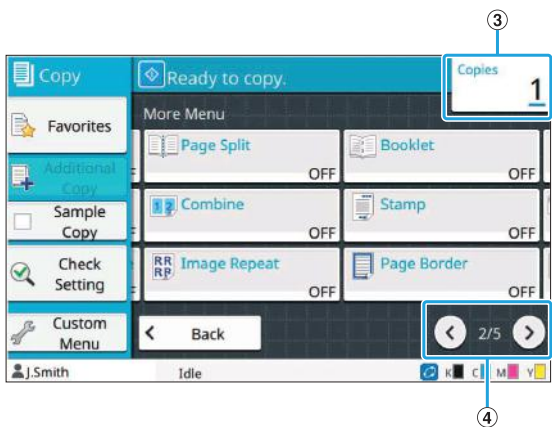 ③
Copy
Ready to copy.
Copies
1
Favorites
More Menu
Page Split
OFF
Booklet
OFF
Additional
Copy
Combine
OFF
Stamp
OFF
Sample
Copy
Check
Setting
RR
RR
Image Repeat
OFF
Page Border
OFF
Custom
Menu
Back
2/5
J.Smith
Idle
K
C
M
Y
④